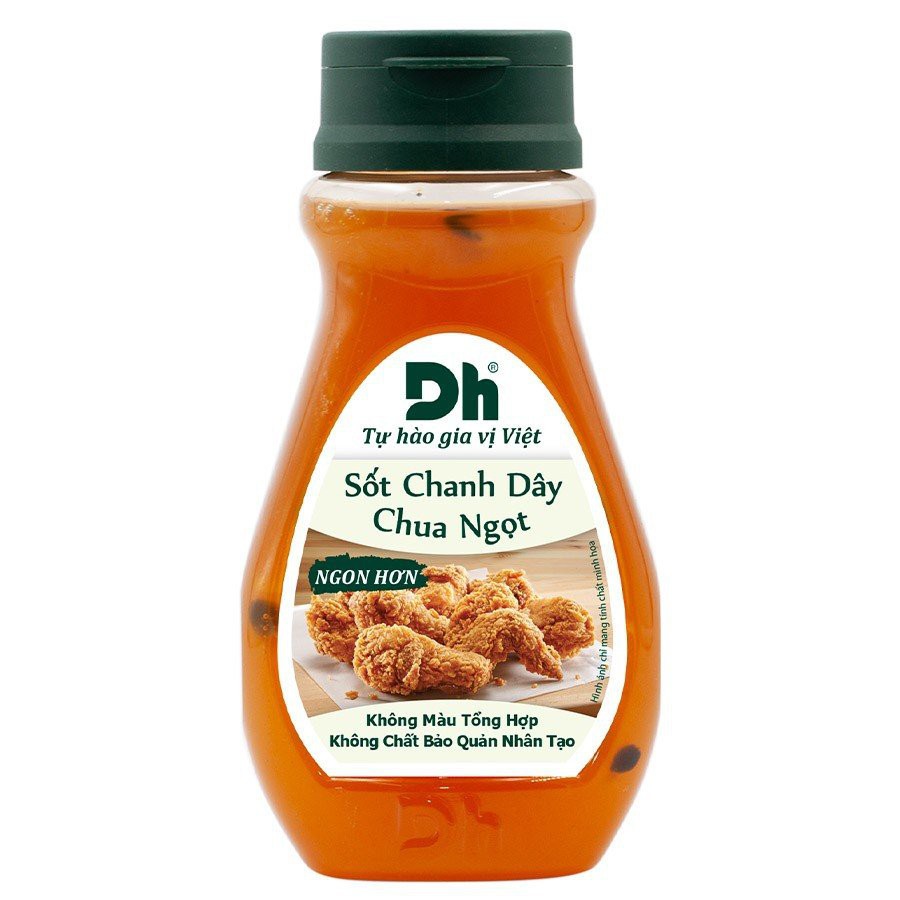 Dh®
Tự hào gia vị Việt
Sốt Chanh Dây
Chua Ngọt
NGON HƠN
Hình ảnh chỉ mang tính chất minh họa
Không Màu Tổng Hợp
Không Chất Bảo Quản Nhân Tạo
Dh